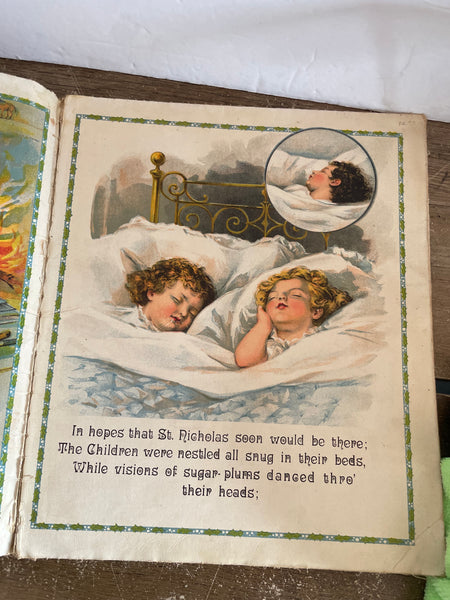 In hopes that St. Nicholas soon would be there;
The Children were nestled all snug in their beds,
While visions of sugar-plums danced thro'
their heads;